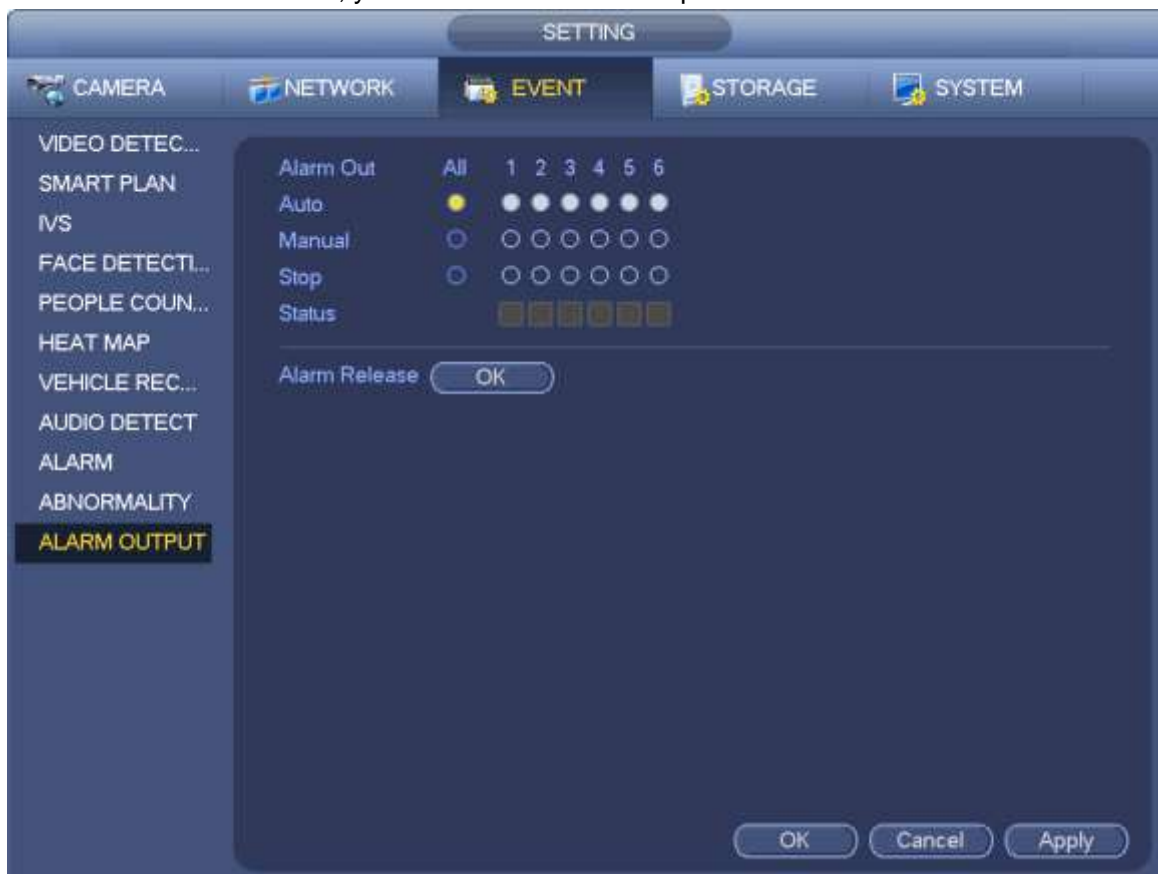 SETTING
CAMERA NETWORK EVENT STORAGE SYSTEM
VIDEO DETEC...
SMART PLAN
IVS
FACE DETECTI...
PEOPLE COUN...
HEAT MAP
VEHICLE REC...
AUDIO DETECT
ALARM
ABNORMALITY
ALARM OUTPUT
Alarm Out All 1 2 3 4 5 6
Auto
Manual
Stop
Status
Alarm Release OK
OK Cancel Apply